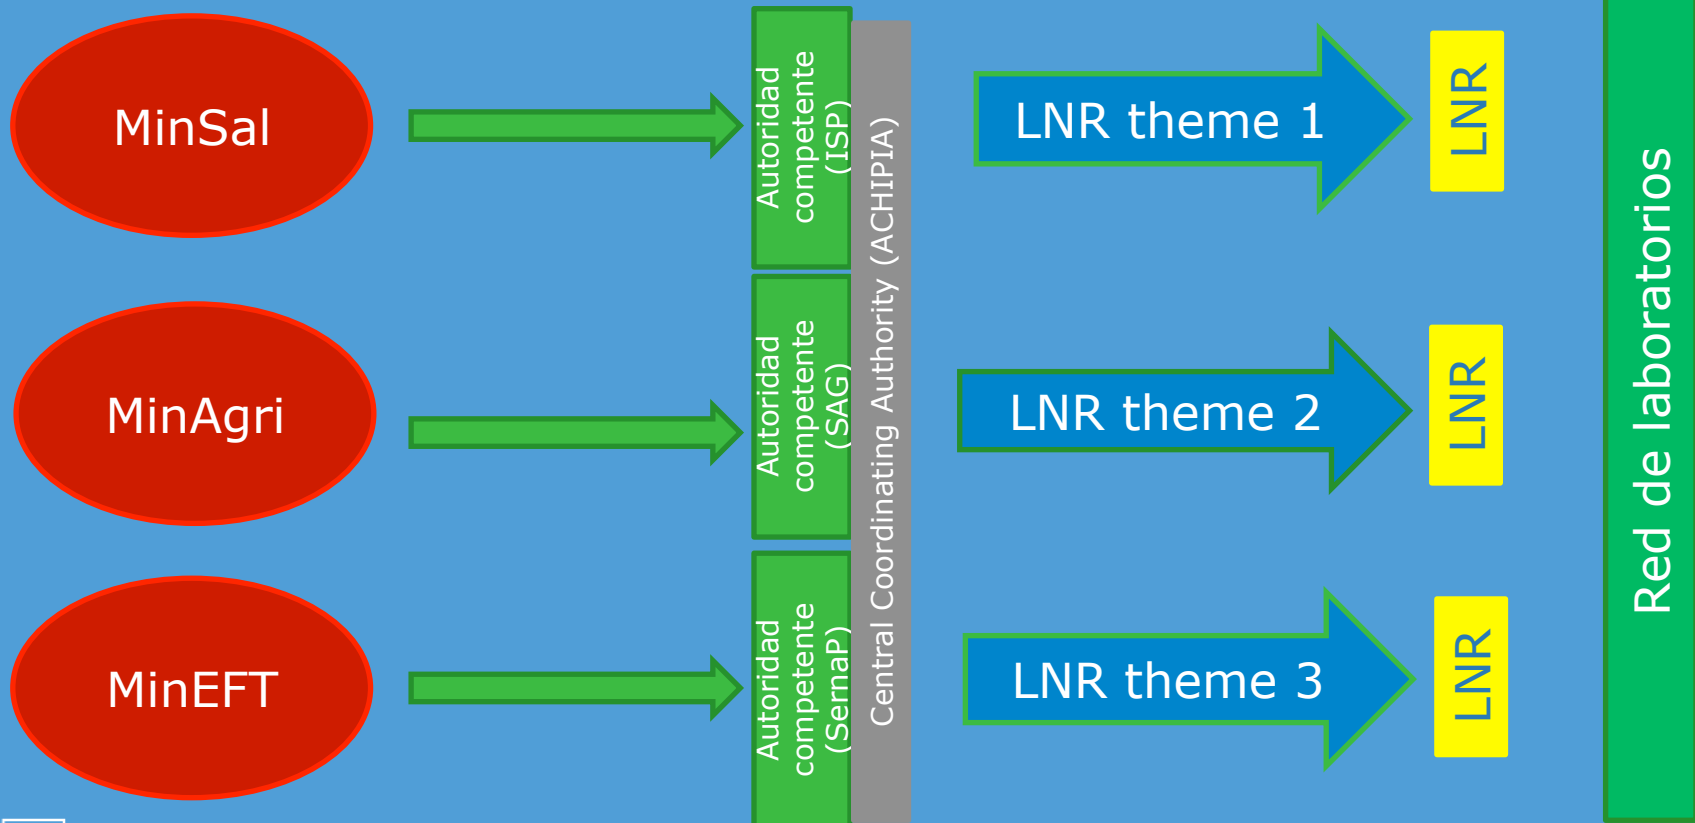 MinSal
Autoridad
competente
(ISP)
LNR theme 1
LNR
MinAgri
Autoridad
competente
(SAG)
Central Coordinating Authority (ACHIPIA)
LNR theme 2
LNR
MinEFT
Autoridad
competente
(SernaP)
LNR theme 3
LNR
Red de laboratorios